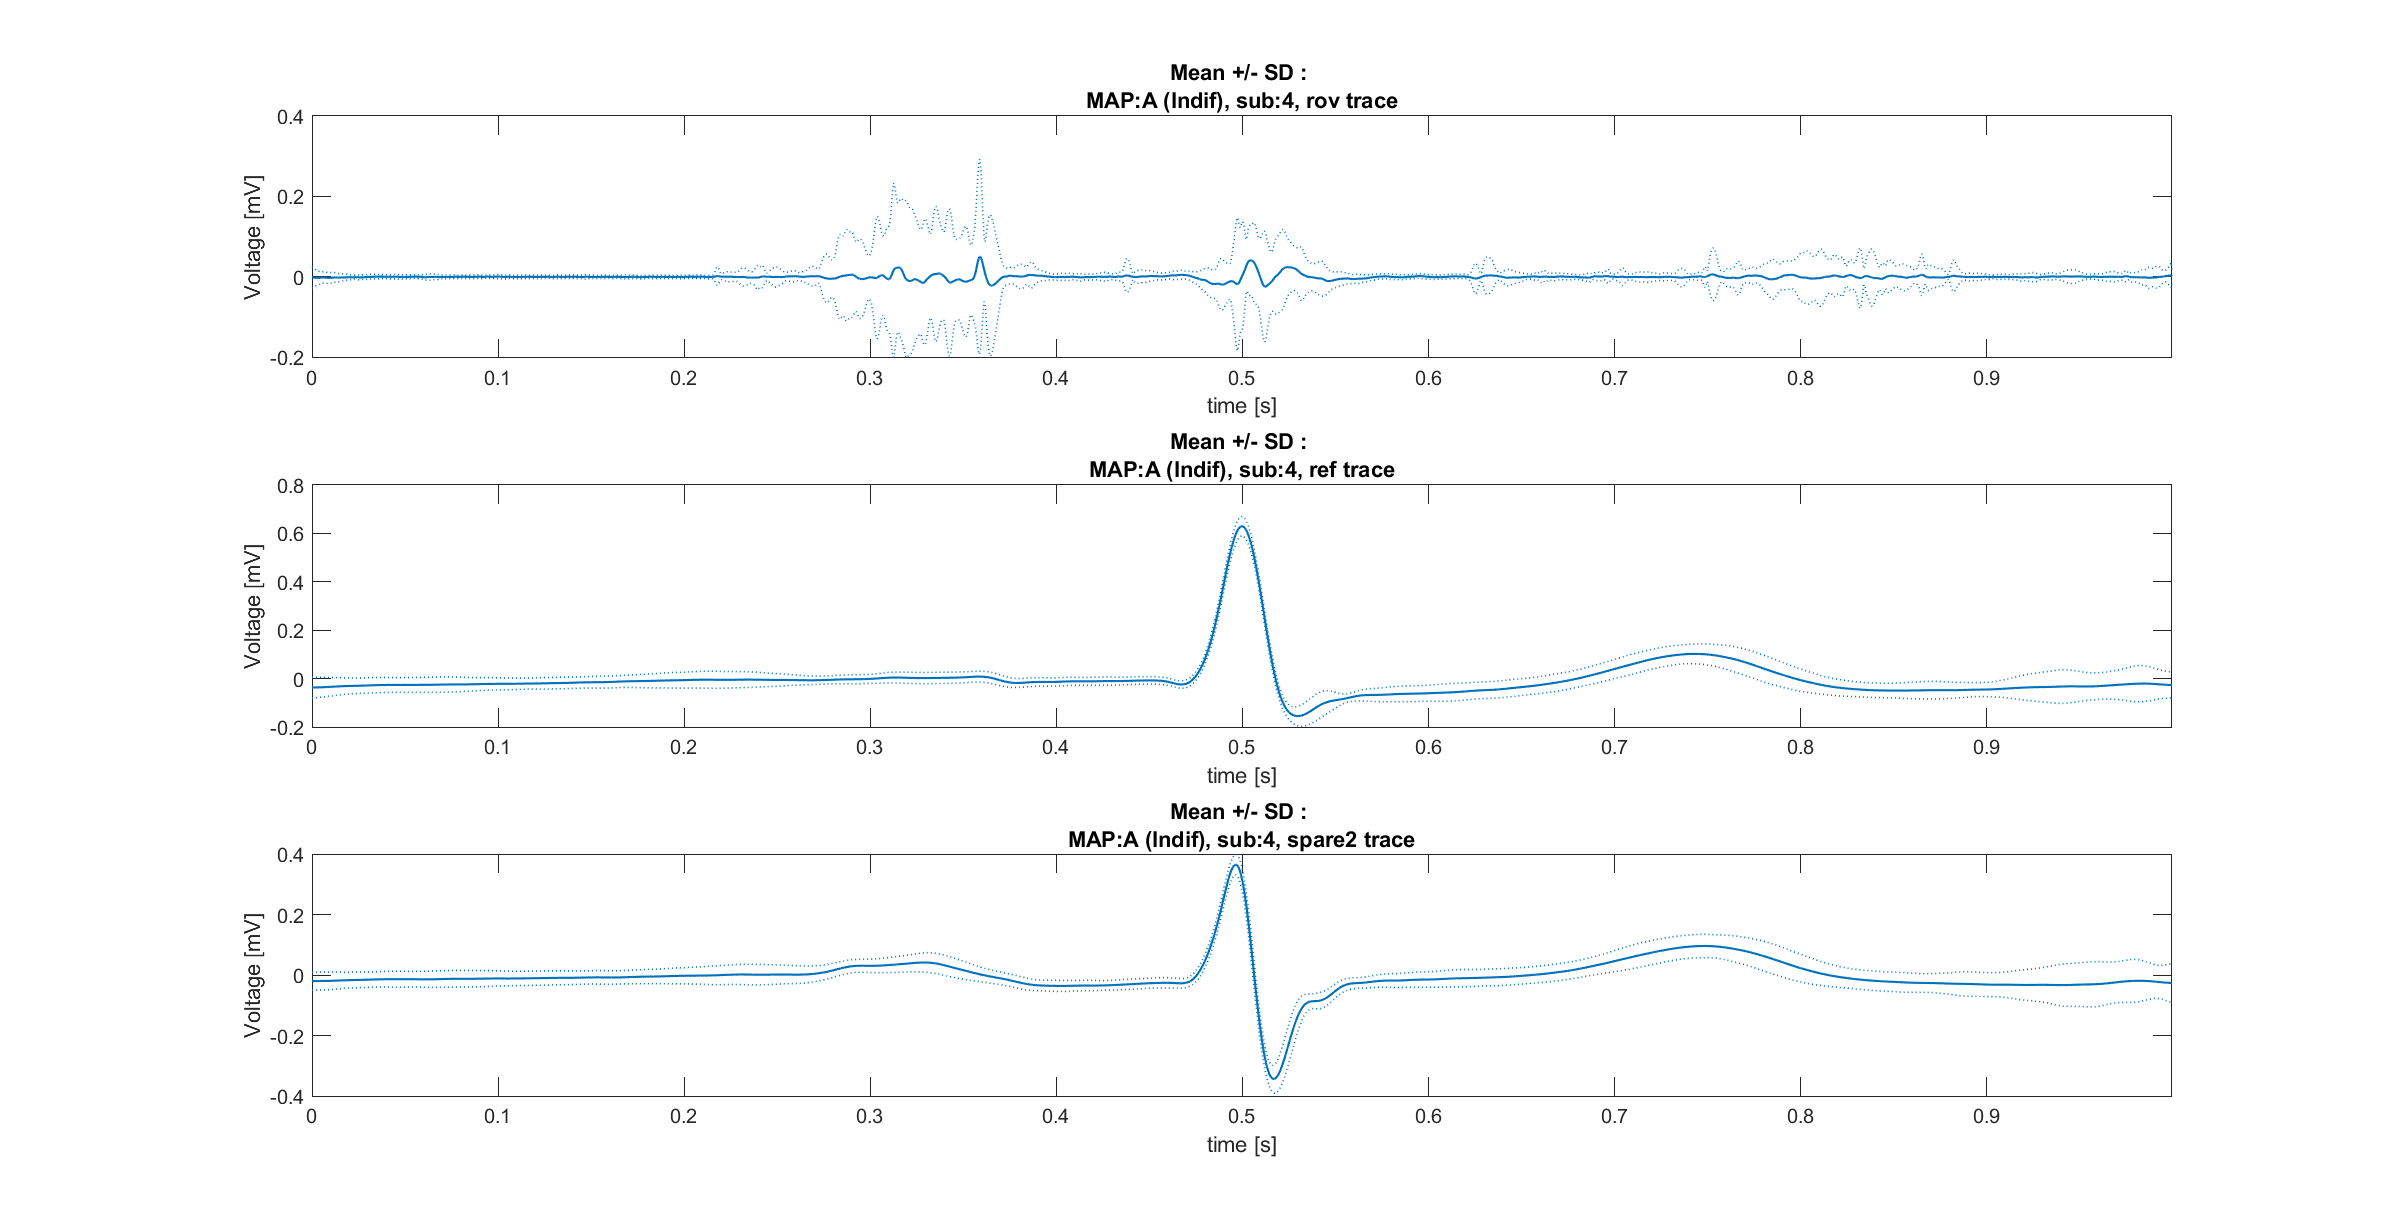 Mean +/- SD :
MAP:A (Indif), sub:4, rov trace
0.4
0.2
0
-0.2
Voltage [mV]
0 0.1 0.2 0.3 0.4 0.5 0.6 0.7 0.8 0.9
time [s]
Mean +/- SD :
MAP:A (Indif), sub:4, ref trace
0.8
0.6
0.4
0.2
0
-0.2
Voltage [mV]
0 0.1 0.2 0.3 0.4 0.5 0.6 0.7 0.8 0.9
time [s]
Mean +/- SD :
MAP:A (Indif), sub:4, spare2 trace
0.4
0.2
0
-0.2
-0.4
Voltage [mV]
0 0.1 0.2 0.3 0.4 0.5 0.6 0.7 0.8 0.9
time [s]